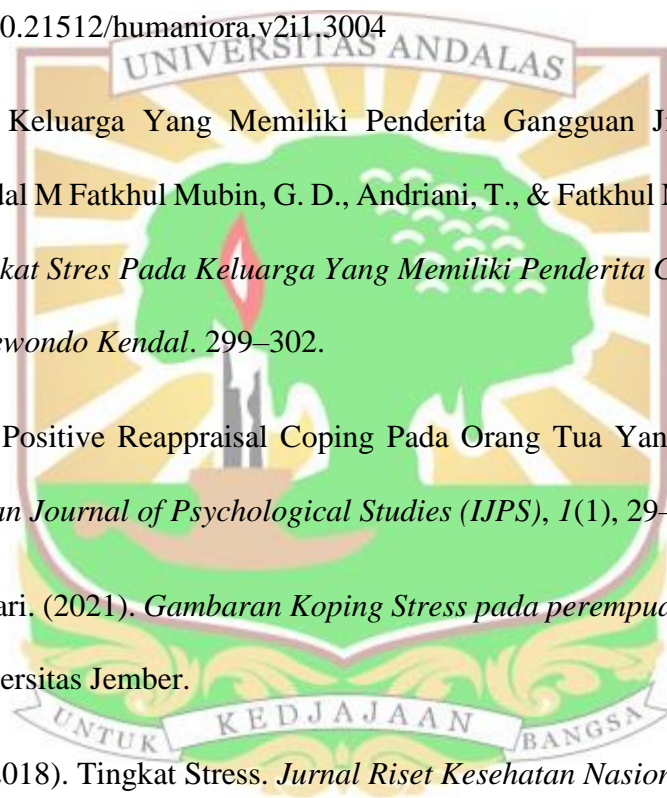 0.21512/humaniora.v2i1.3004
UNIVERSITAS ANDALAS
Keluarga Yang Memiliki Penderita Gangguan
dal M Fatkhul Mubin, G. D., Andriani, T., & Fatkhul
kat Stres Pada Keluarga Yang Memiliki Penderita
ewondo Kendal. 299–302.
Positive Reappraisal Coping Pada Orang Tua Yan
an Journal of Psychological Studies (IJPS), 1(1), 29–
ari. (2021). Gambaran Koping Stress pada perempua
ersitas Jember.
UNTUK KEDJAJAAN BANGSA
2018). Tingkat Stress. Jurnal Riset Kesehatan Nasion